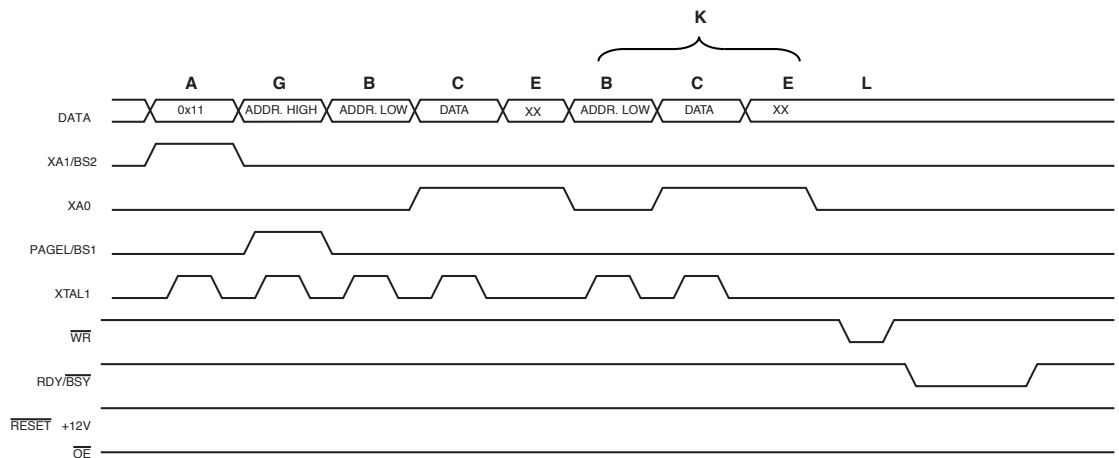 K
A G B C E B C E L
DATA 0x11 ADDR. HIGH ADDR. LOW DATA XX ADDR. LOW DATA XX
XA1/BS2
XA0
PAGEL/BS1
XTAL1
WR
RDY/BSY
RESET +12V
OE